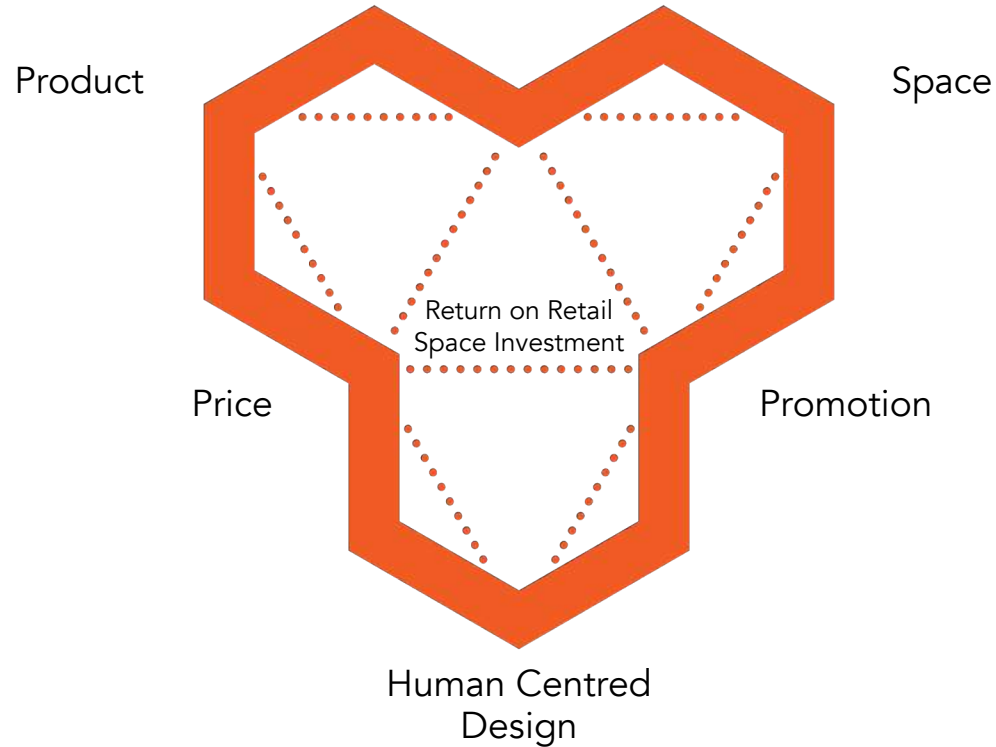 Product
Space
Return on Retail
Space Investment
Price
Promotion
Human Centred
Design